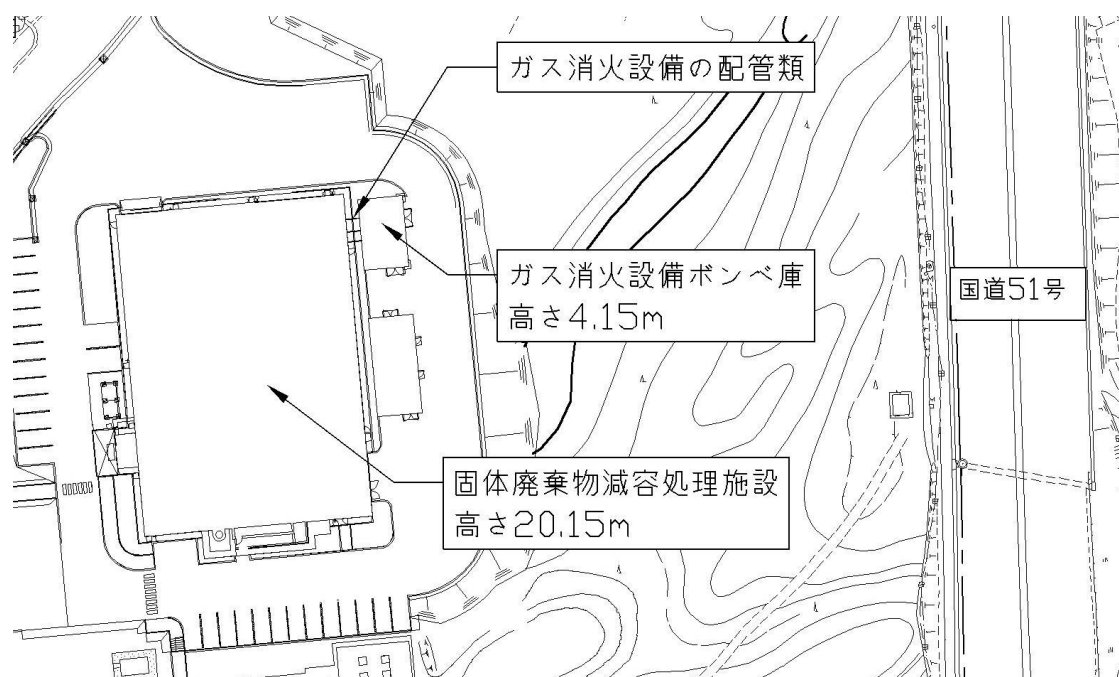 ガス消火設備の配管類
ガス消火設備ボンベ庫
高さ4.15m
国道51号
固体廃棄物減容処理施設
高さ20.15m